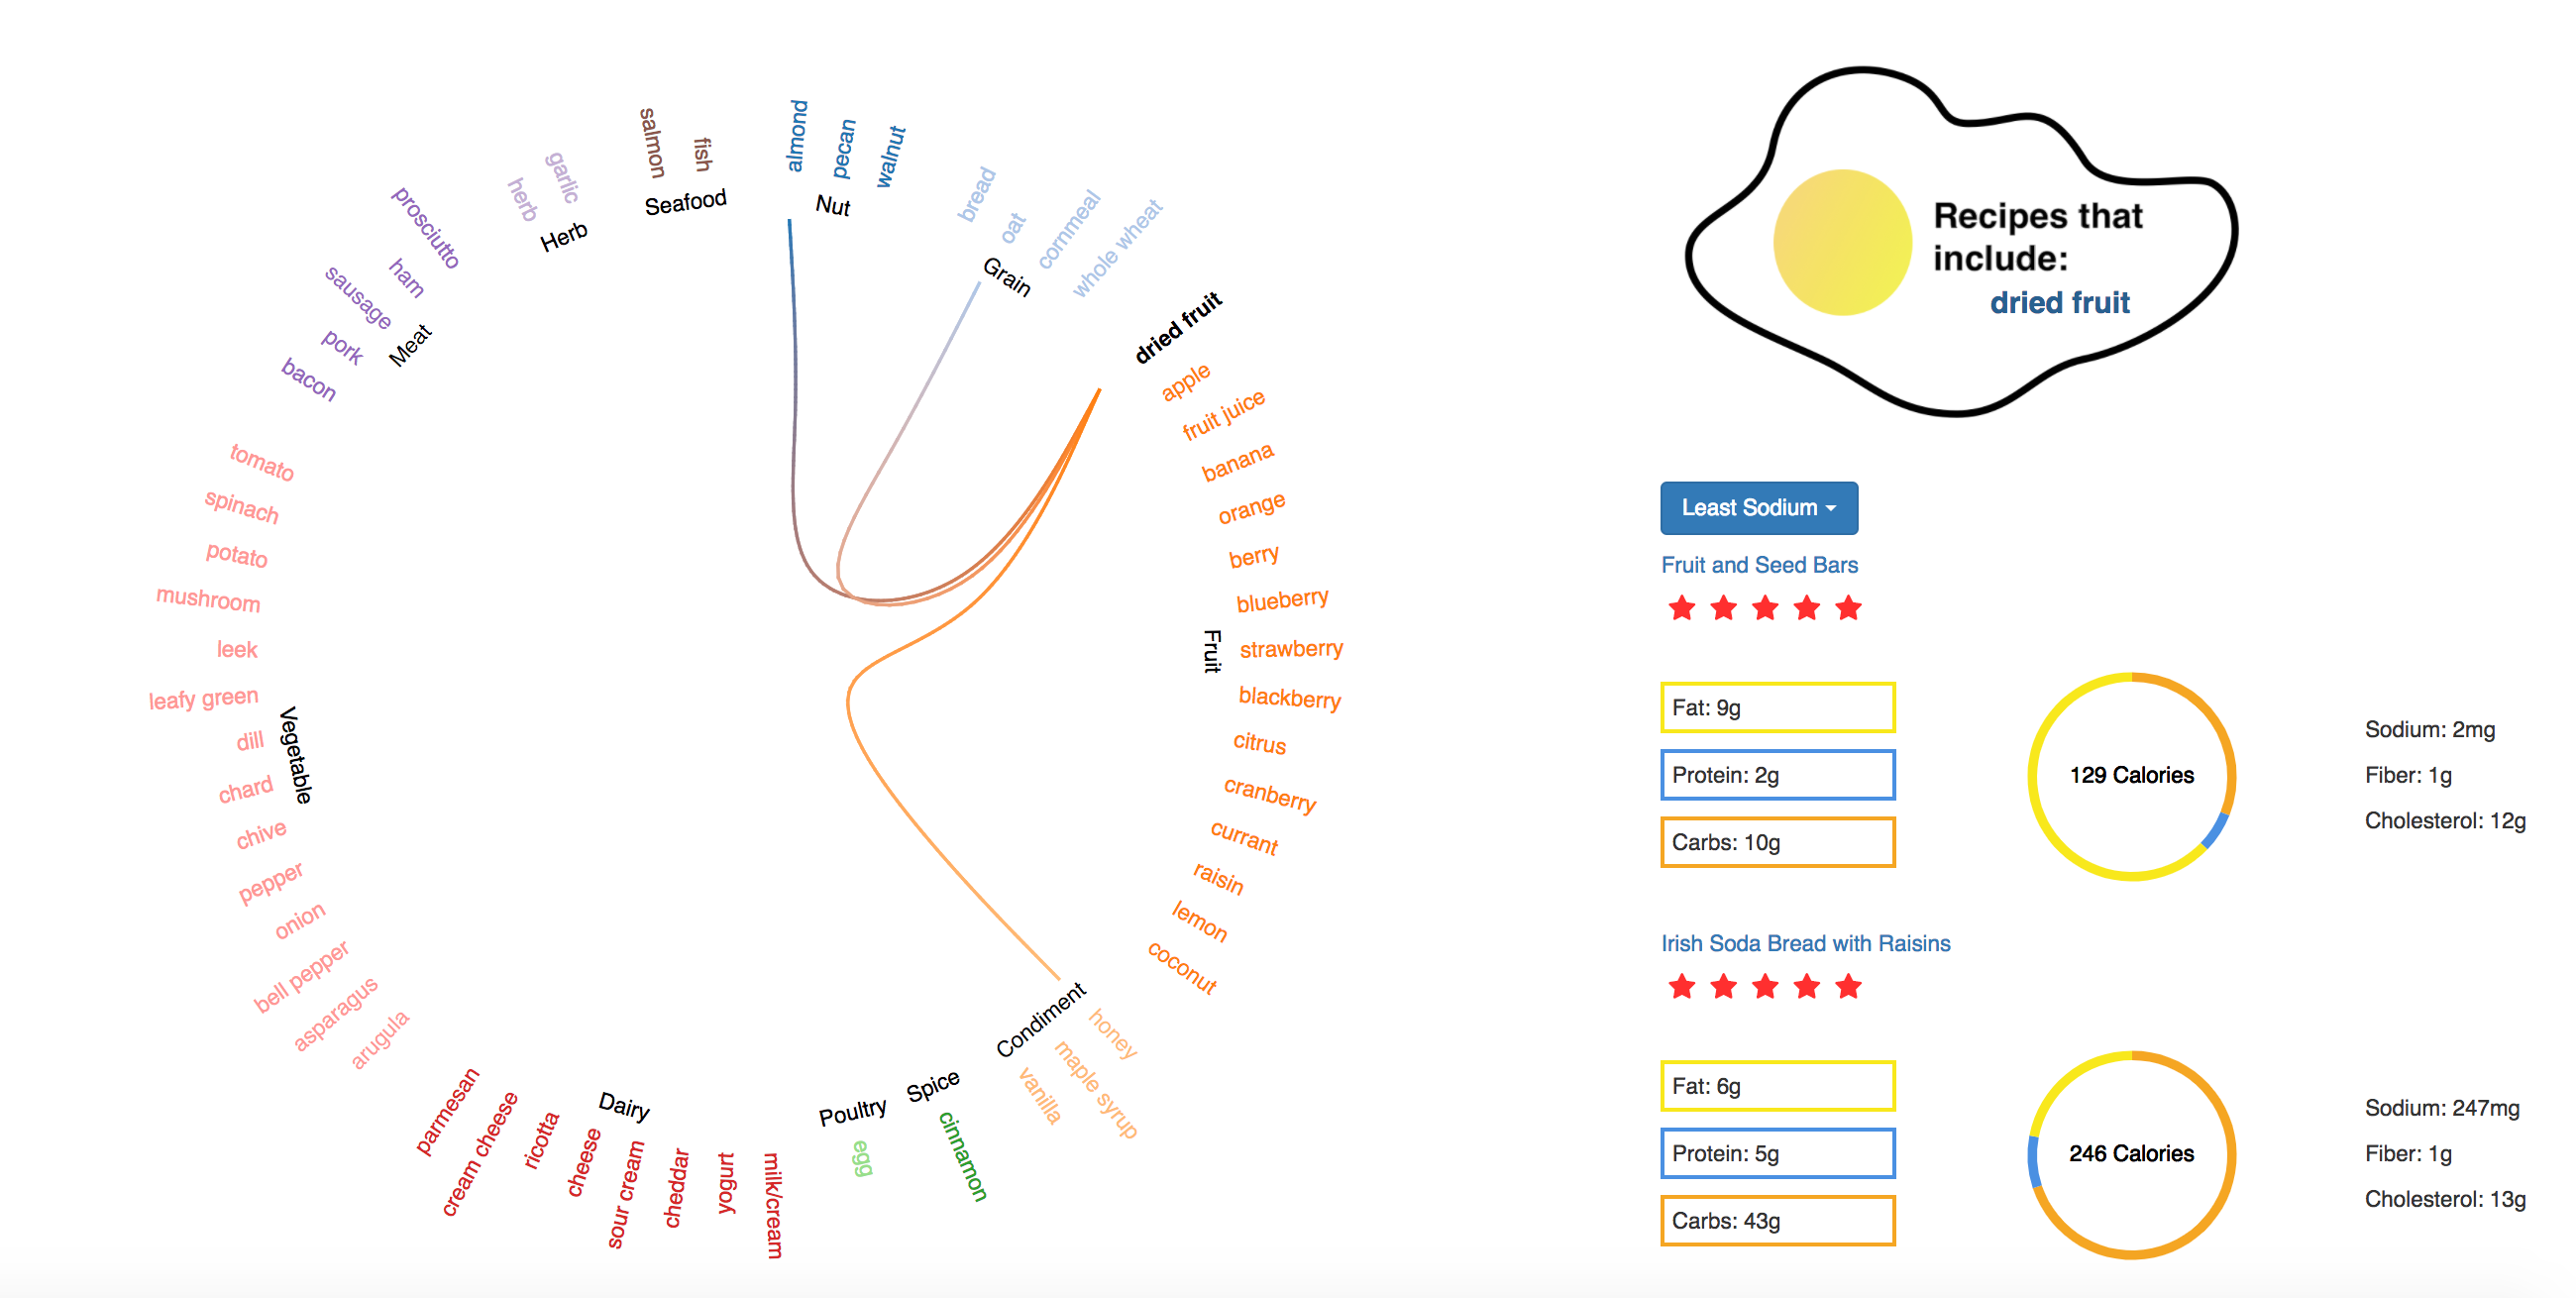 almond
pecan
walnut
Nut
bread
oat
cornmeal
whole wheat
Grain
dried fruit
apple
fruit juice
banana
orange
berry
blueberry
strawberry
blackberry
citrus
cranberry
currant
raisin
lemon
coconut
Fruit
honey
maple syrup
vanilla
Condiment
cinnamon
Spice
egg
Poultry
milk/cream
yogurt
cheddar
sour cream
cheese
ricotta
cream cheese
parmesan
Dairy
arugula
asparagus
bell pepper
onion
pepper
chive
chard
dill
leafy green
leek
mushroom
potato
spinach
tomato
Vegetable
bacon
pork
sausage
ham
prosciutto
Meat
herb
garlic
Herb
salmon
fish
Seafood
Recipes that
include:
dried fruit
Least Sodium
Fruit and Seed Bars
Fat: 9g
Protein: 2g
Carbs: 10g
129 Calories
Sodium: 2mg
Fiber: 1g
Cholesterol: 12g
Irish Soda Bread with Raisins
Fat: 6g
Protein: 5g
Carbs: 43g
246 Calories
Sodium: 247mg
Fiber: 1g
Cholesterol: 13g